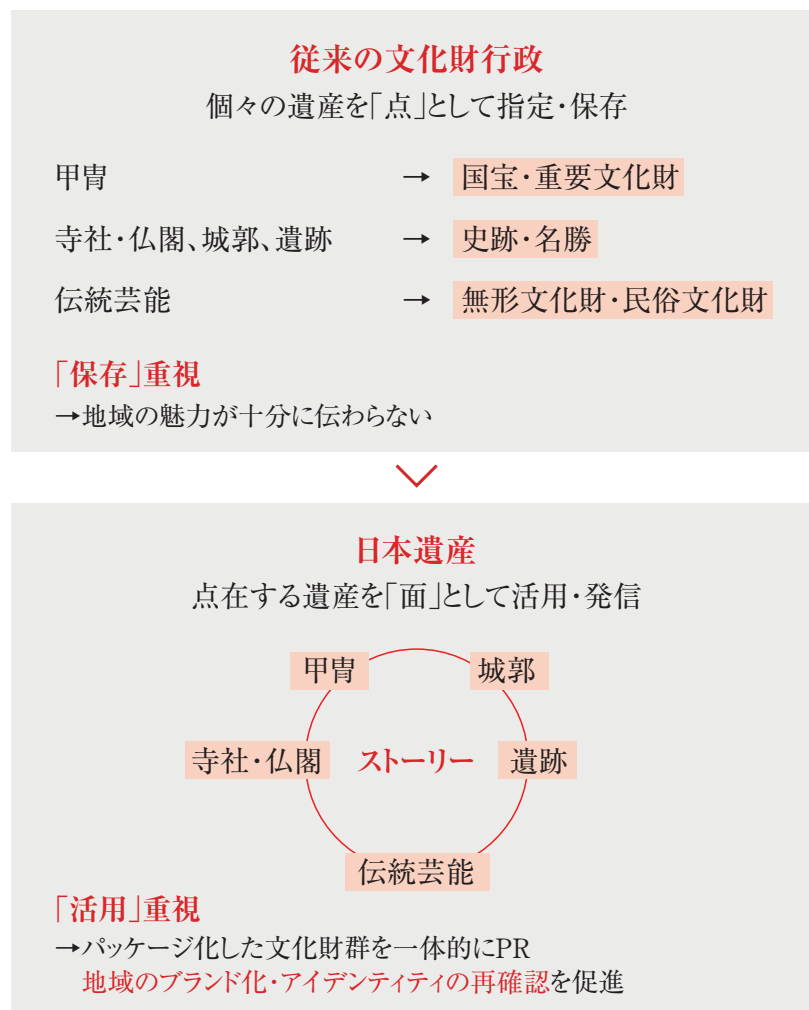 従来の文化財行政
個々の遺産を「点」として指定・保存
甲冑 → 国宝・重要文化財
寺社・仏閣、城郭、遺跡 → 史跡・名勝
伝統芸能 → 無形文化財・民俗文化財
「保存」重視
→地域の魅力が十分に伝わらない
日本遺産
点在する遺産を「面」として活用・発信
甲冑 城郭
寺社・仏閣 ストーリー 遺跡
伝統芸能
「活用」重視
→パッケージ化した文化財群を一体的にPR
地域のブランド化・アイデンティティの再確認を促進